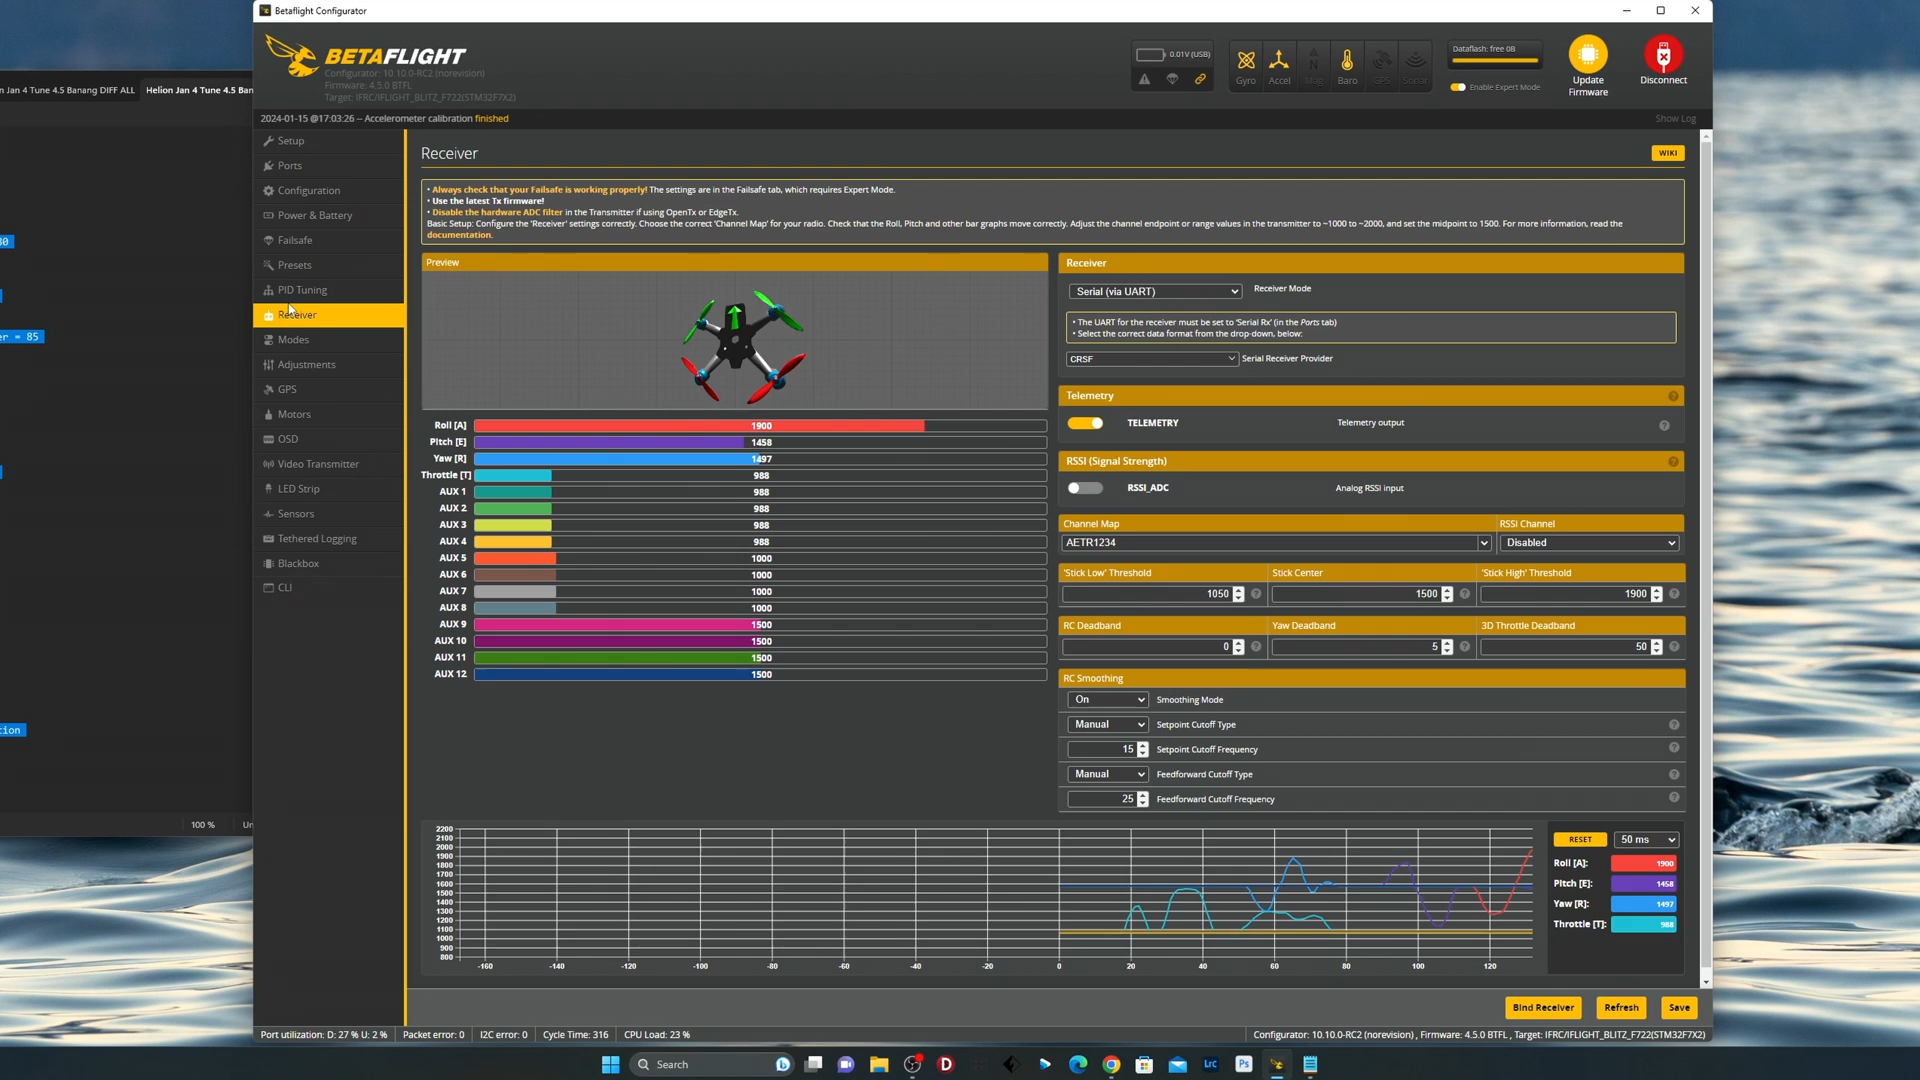 Betaflight Configurator
BETAFLIGHT
Configurator: 10.10.0-RC2 (norevision)
Firmware: 4.5.0 BTFL
Target: IFRC/IFLIGHT_BLITZ_F722(STM32F7X2)
0.01V (USB)
Gyro
Accel
Mag
Baro
GPS
Sonar
Dataflash: free 0B
Enable Expert Mode
Update
Firmware
Disconnect
n Jan 4 Tune 4.5 Banang DIFF ALL
Helion Jan 4 Tune 4.5 Ban
2024-01-15 @17:03:26 -- Accelerometer calibration finished
Show Log
30
er = 85
tion
100 %
Un
Setup
Ports
Configuration
Power & Battery
Failsafe
Presets
PID Tuning
Receiver
Modes
Adjustments
GPS
Motors
OSD
Video Transmitter
LED Strip
Sensors
Tethered Logging
Blackbox
CLI
Receiver
WIKI
• Always check that your Failsafe is working properly! The settings are in the Failsafe tab, which requires Expert Mode.
• Use the latest Tx firmware!
• Disable the hardware ADC filter in the Transmitter if using OpenTx or EdgeTx.
Basic Setup: Configure the 'Receiver' settings correctly. Choose the correct 'Channel Map' for your radio. Check that the Roll, Pitch and other bar graphs move correctly. Adjust the channel endpoint or range values in the transmitter to ~1000 to ~2000, and set the midpoint to 1500. For more information, read the
documentation.
Preview
Roll [A] 1900
Pitch [E] 1458
Yaw [R] 1497
Throttle [T] 988
AUX 1 988
AUX 2 988
AUX 3 988
AUX 4 988
AUX 5 1000
AUX 6 1000
AUX 7 1000
AUX 8 1000
AUX 9 1500
AUX 10 1500
AUX 11 1500
AUX 12 1500
Receiver
Serial (via UART) Receiver Mode
• The UART for the receiver must be set to 'Serial Rx' (in the Ports tab)
• Select the correct data format from the drop-down, below:
CRSF Serial Receiver Provider
Telemetry ?
TELEMETRY Telemetry output ?
RSSI (Signal Strength) ?
RSSI_ADC Analog RSSI input
Channel Map RSSI Channel
AETR1234 Disabled
'Stick Low' Threshold Stick Center 'Stick High' Threshold
1050 ? 1500 ? 1900 ?
RC Deadband Yaw Deadband 3D Throttle Deadband
0 ? 5 ? 50 ?
RC Smoothing
On Smoothing Mode
Manual Setpoint Cutoff Type ?
15 Setpoint Cutoff Frequency ?
Manual Feedforward Cutoff Type ?
25 Feedforward Cutoff Frequency ?
2200
2100
2000
1900
1800
1700
1600
1500
1400
1300
1200
1100
1000
900
800
-160 -140 -120 -100 -80 -60 -40 -20 0 20 40 60 80 100 120
RESET 50 ms
Roll [A]: 1900
Pitch [E]: 1458
Yaw [R]: 1497
Throttle [T]: 988
Bind Receiver Refresh Save
Port utilization: D: 27 % U: 2 % Packet error: 0 I2C error: 0 Cycle Time: 316 CPU Load: 23 %
Configurator: 10.10.0-RC2 (norevision) , Firmware: 4.5.0 BTFL , Target: IFRC/IFLIGHT_BLITZ_F722(STM32F7X2)
Search
D
LrC
Ps